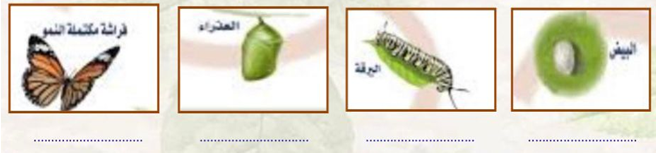 البيض
اليرقة
العذراء
فراشة مكتملة النمو